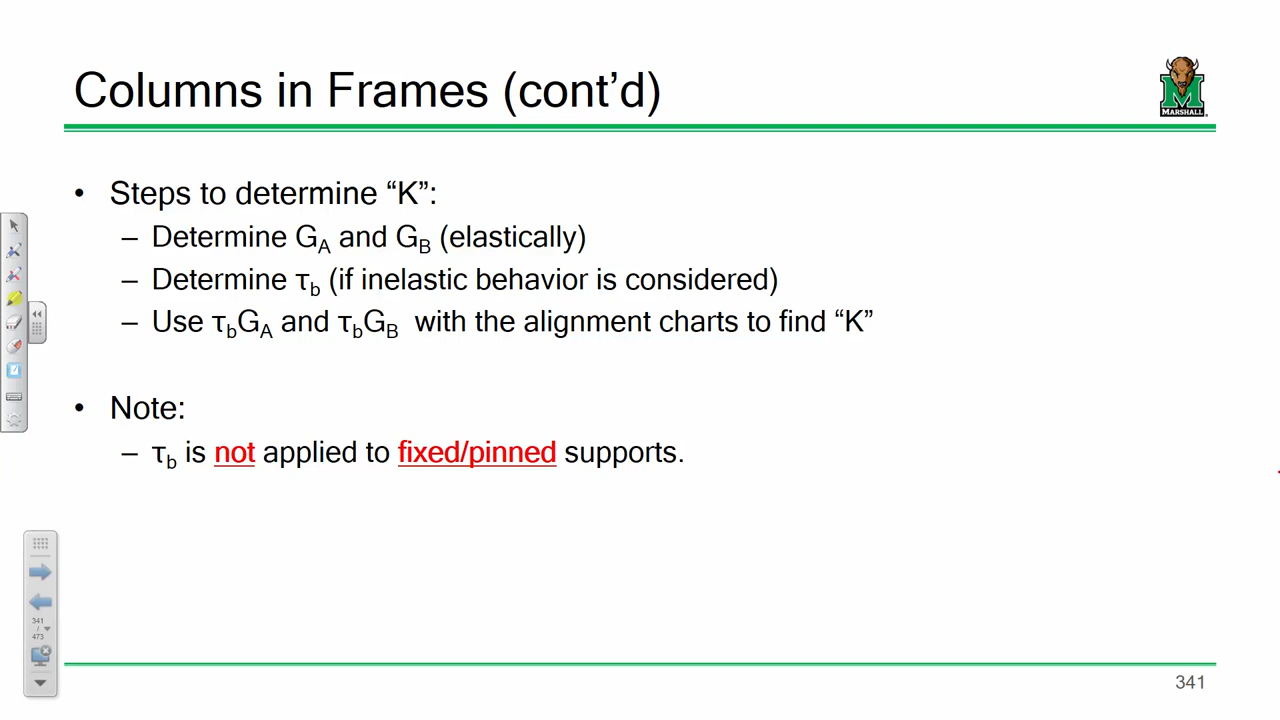 Columns in Frames (cont’d)
MARSHALL
• Steps to determine “K”:
– Determine GA and GB (elastically)
– Determine τb (if inelastic behavior is considered)
– Use τbGA and τbGB with the alignment charts to find “K”
• Note:
– τb is not applied to fixed/pinned supports.
341
/
473
341